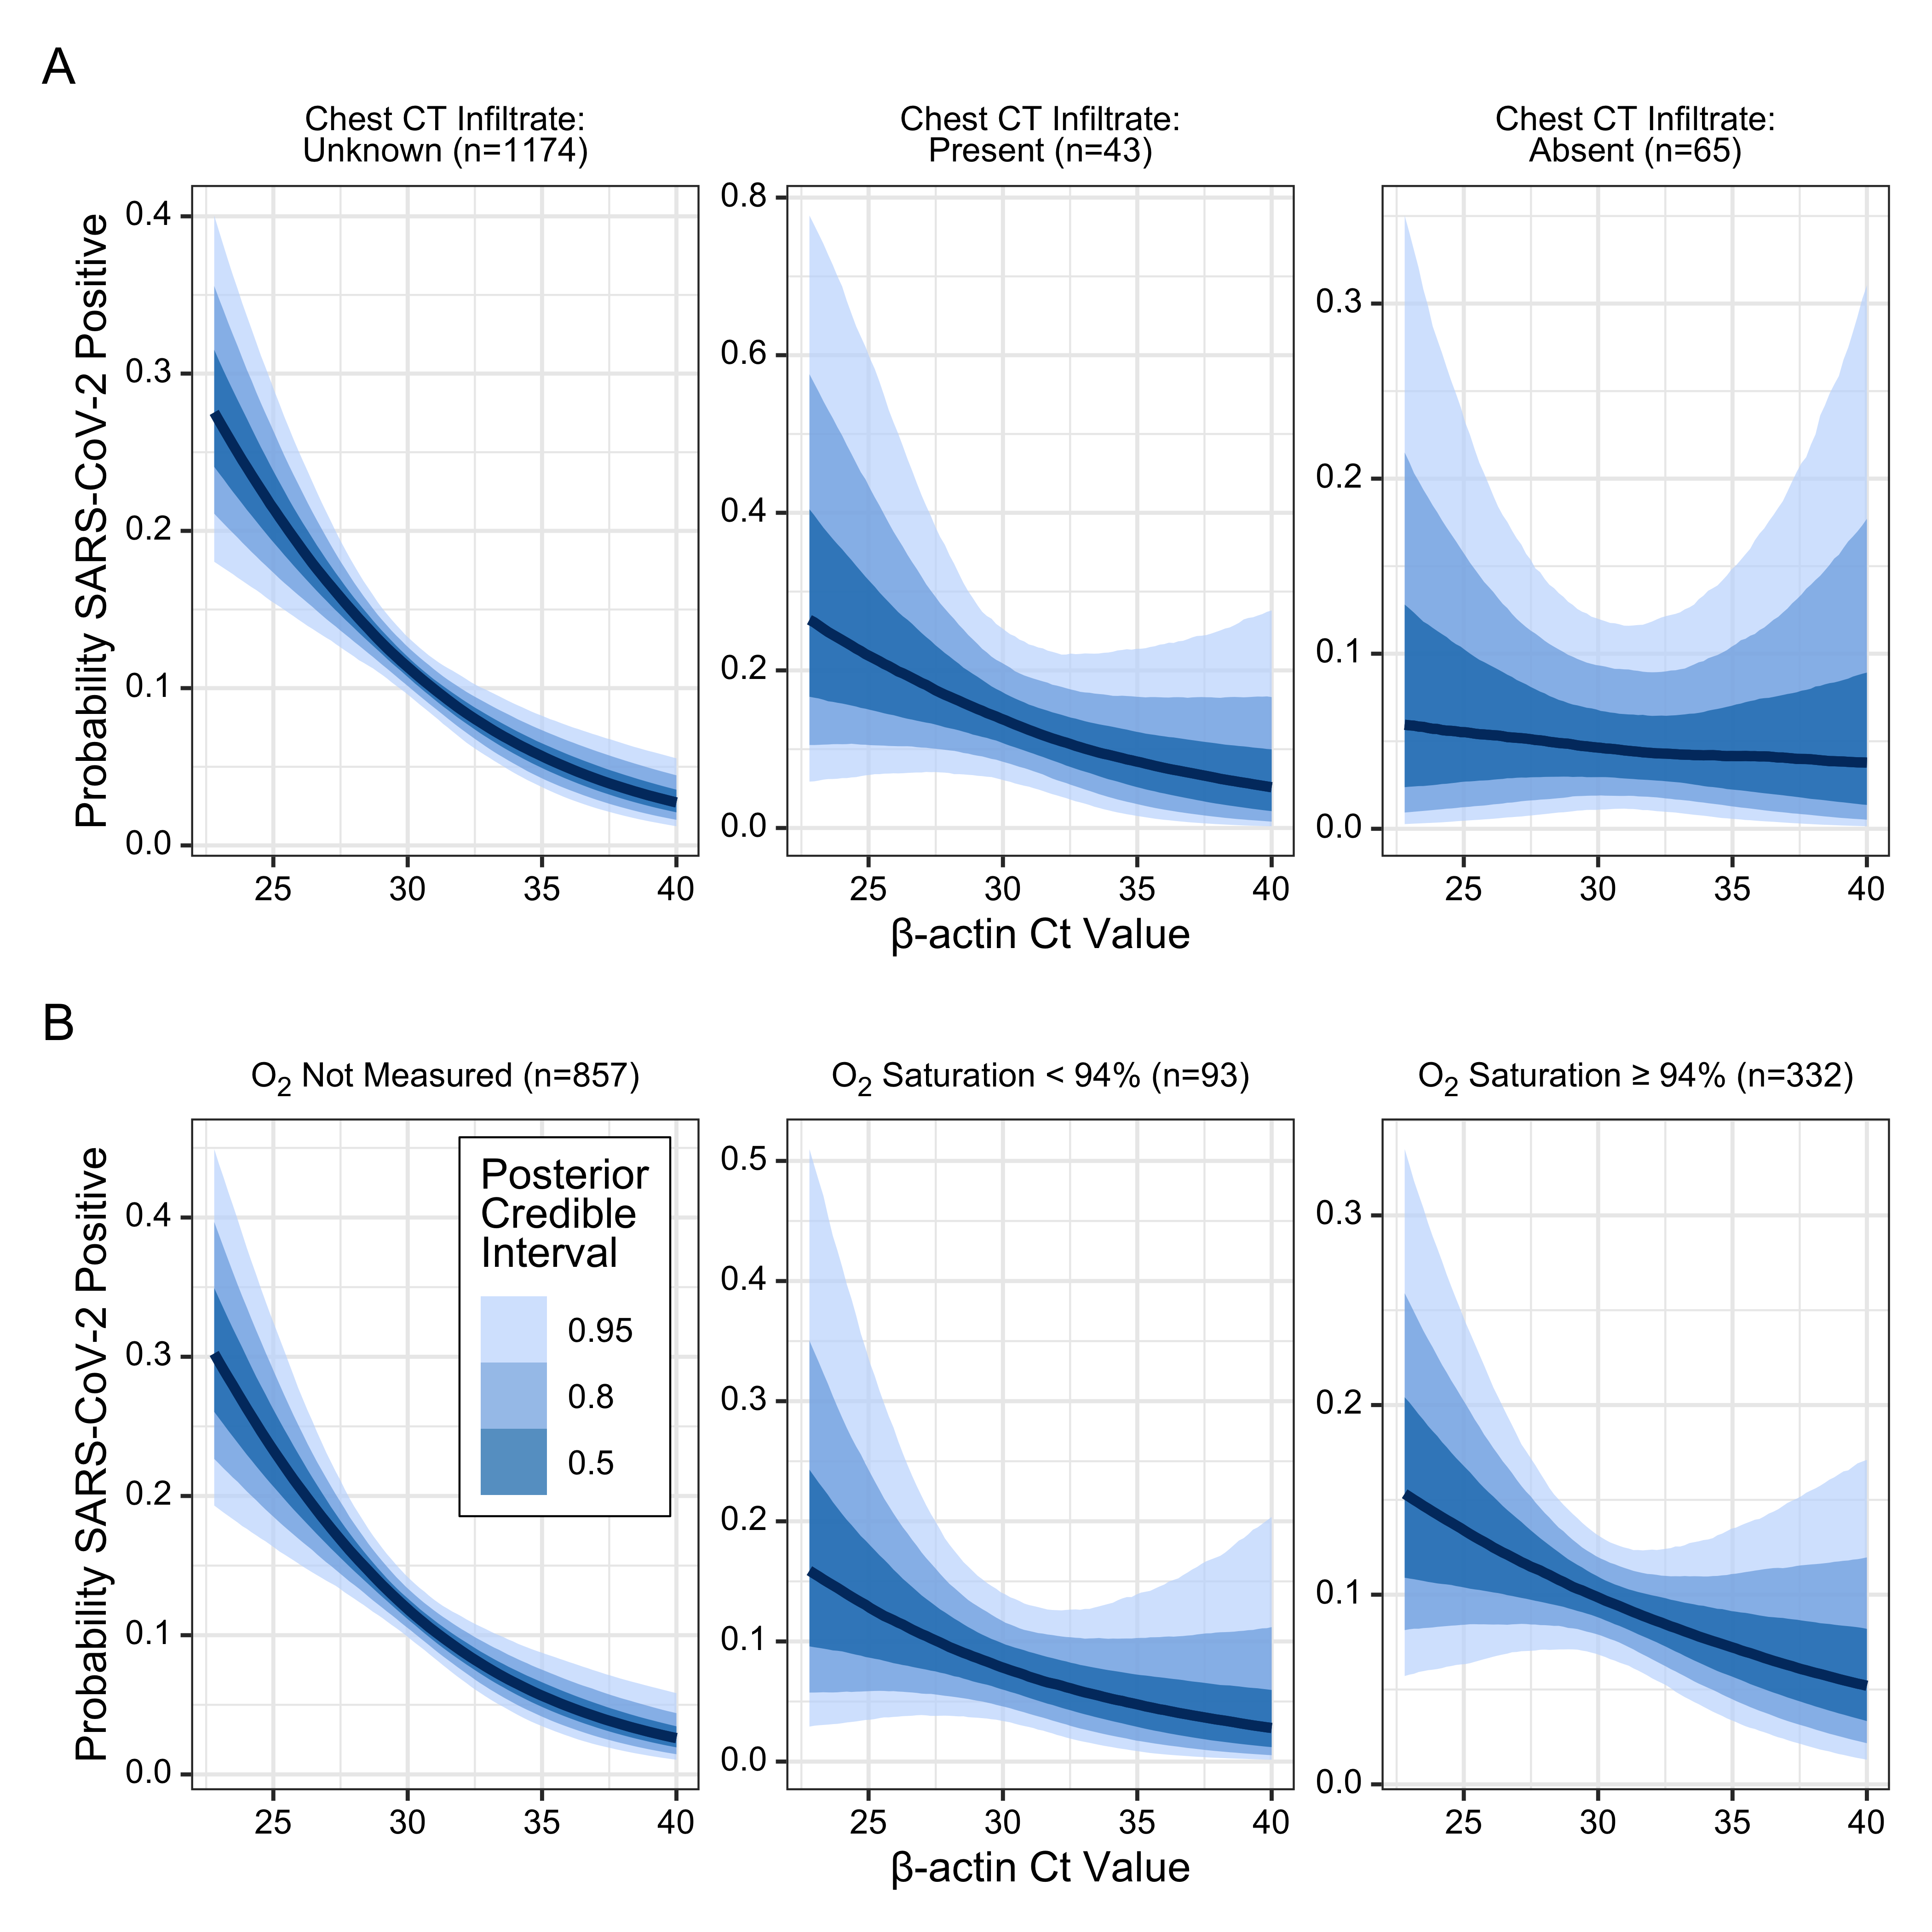 A
Chest CT Infiltrate:
Unknown (n=1174)
Chest CT Infiltrate:
Present (n=43)
Chest CT Infiltrate:
Absent (n=65)
Probability SARS-CoV-2 Positive
0.4
0.3
0.2
0.1
0.0
25 30 35 40
0.8
0.6
0.4
0.2
0.0
25 30 35 40
0.3
0.2
0.1
0.0
25 30 35 40
β-actin Ct Value
B
O2 Not Measured (n=857)
O2 Saturation < 94% (n=93)
O2 Saturation ≥ 94% (n=332)
Probability SARS-CoV-2 Positive
0.4
0.3
0.2
0.1
0.0
25 30 35 40
Posterior
Credible
Interval
0.95
0.8
0.5
0.5
0.4
0.3
0.2
0.1
0.0
25 30 35 40
0.3
0.2
0.1
0.0
25 30 35 40
β-actin Ct Value